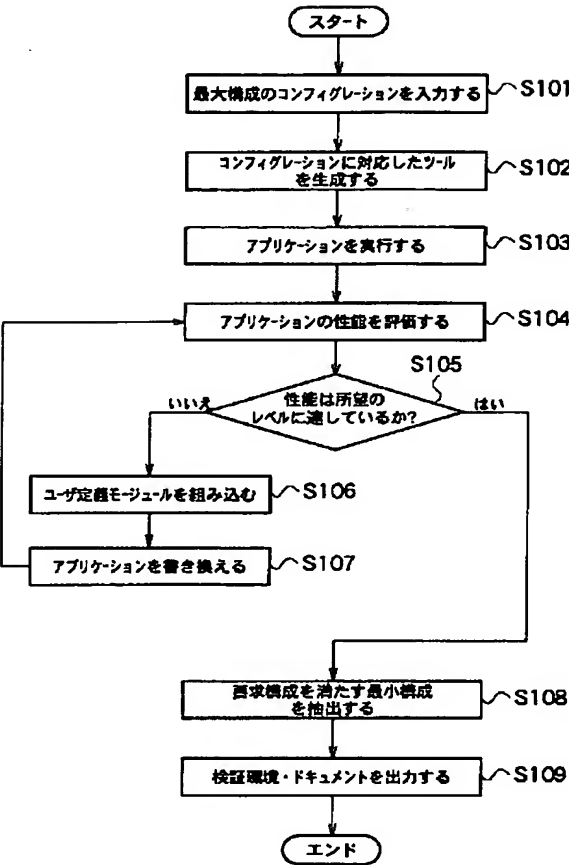 スタート
最大構成のコンフィグレーションを入力する
S101
コンフィグレーションに対応したツール
を生成する
S102
アプリケーションを実行する
S103
アプリケーションの性能を評価する
S104
S105
性能は所望の
レベルに達しているか?
いいえ
はい
ユーザ定義モージュールを組み込む
S106
アプリケーションを書き換える
S107
要求構成を満たす最小構成
を抽出する
S108
検証環境・ドキュメントを出力する
S109
エンド